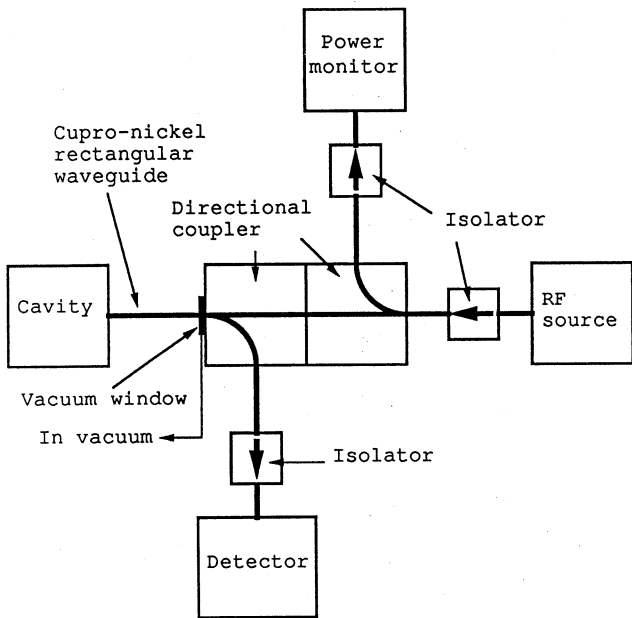 Power
monitor
Cupro-nickel
rectangular
waveguide
Directional
coupler
Isolator
Cavity
RF
source
Vacuum window
In vacuum
Isolator
Detector